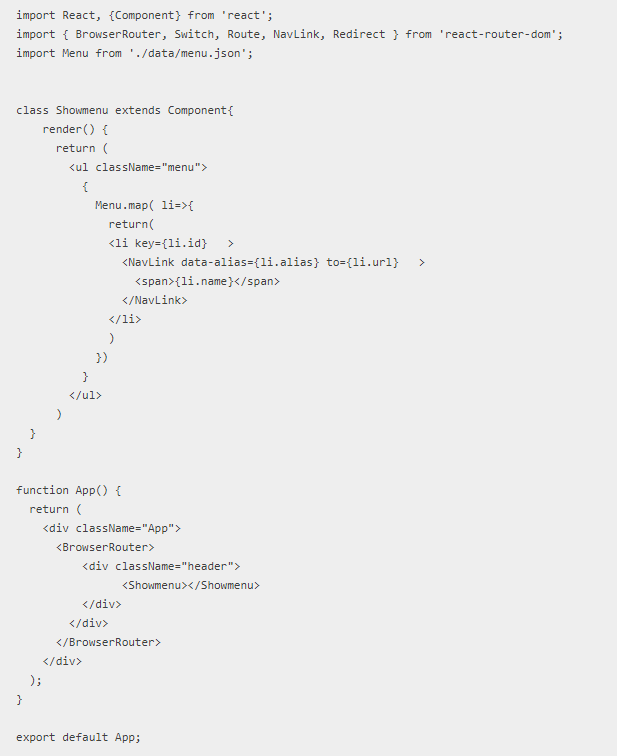 import React, {Component} from 'react';
import { BrowserRouter, Switch, Route, NavLink, Redirect } from 'react-router-dom';
import Menu from './data/menu.json';


class Showmenu extends Component{
    render() {
      return (
        <ul className="menu">
          {
            Menu.map( li=>{
              return(
              <li key={li.id}   >
                <NavLink data-alias={li.alias} to={li.url}   >
                  <span>{li.name}</span>
                </NavLink>
              </li>
              )
            })
          }
        </ul>
      )
  }
}

function App() {
  return (
    <div className="App">
      <BrowserRouter>
          <div className="header">
                <Showmenu></Showmenu>
          </div>
        </div>
      </BrowserRouter>
    </div>
  );
}

export default App;